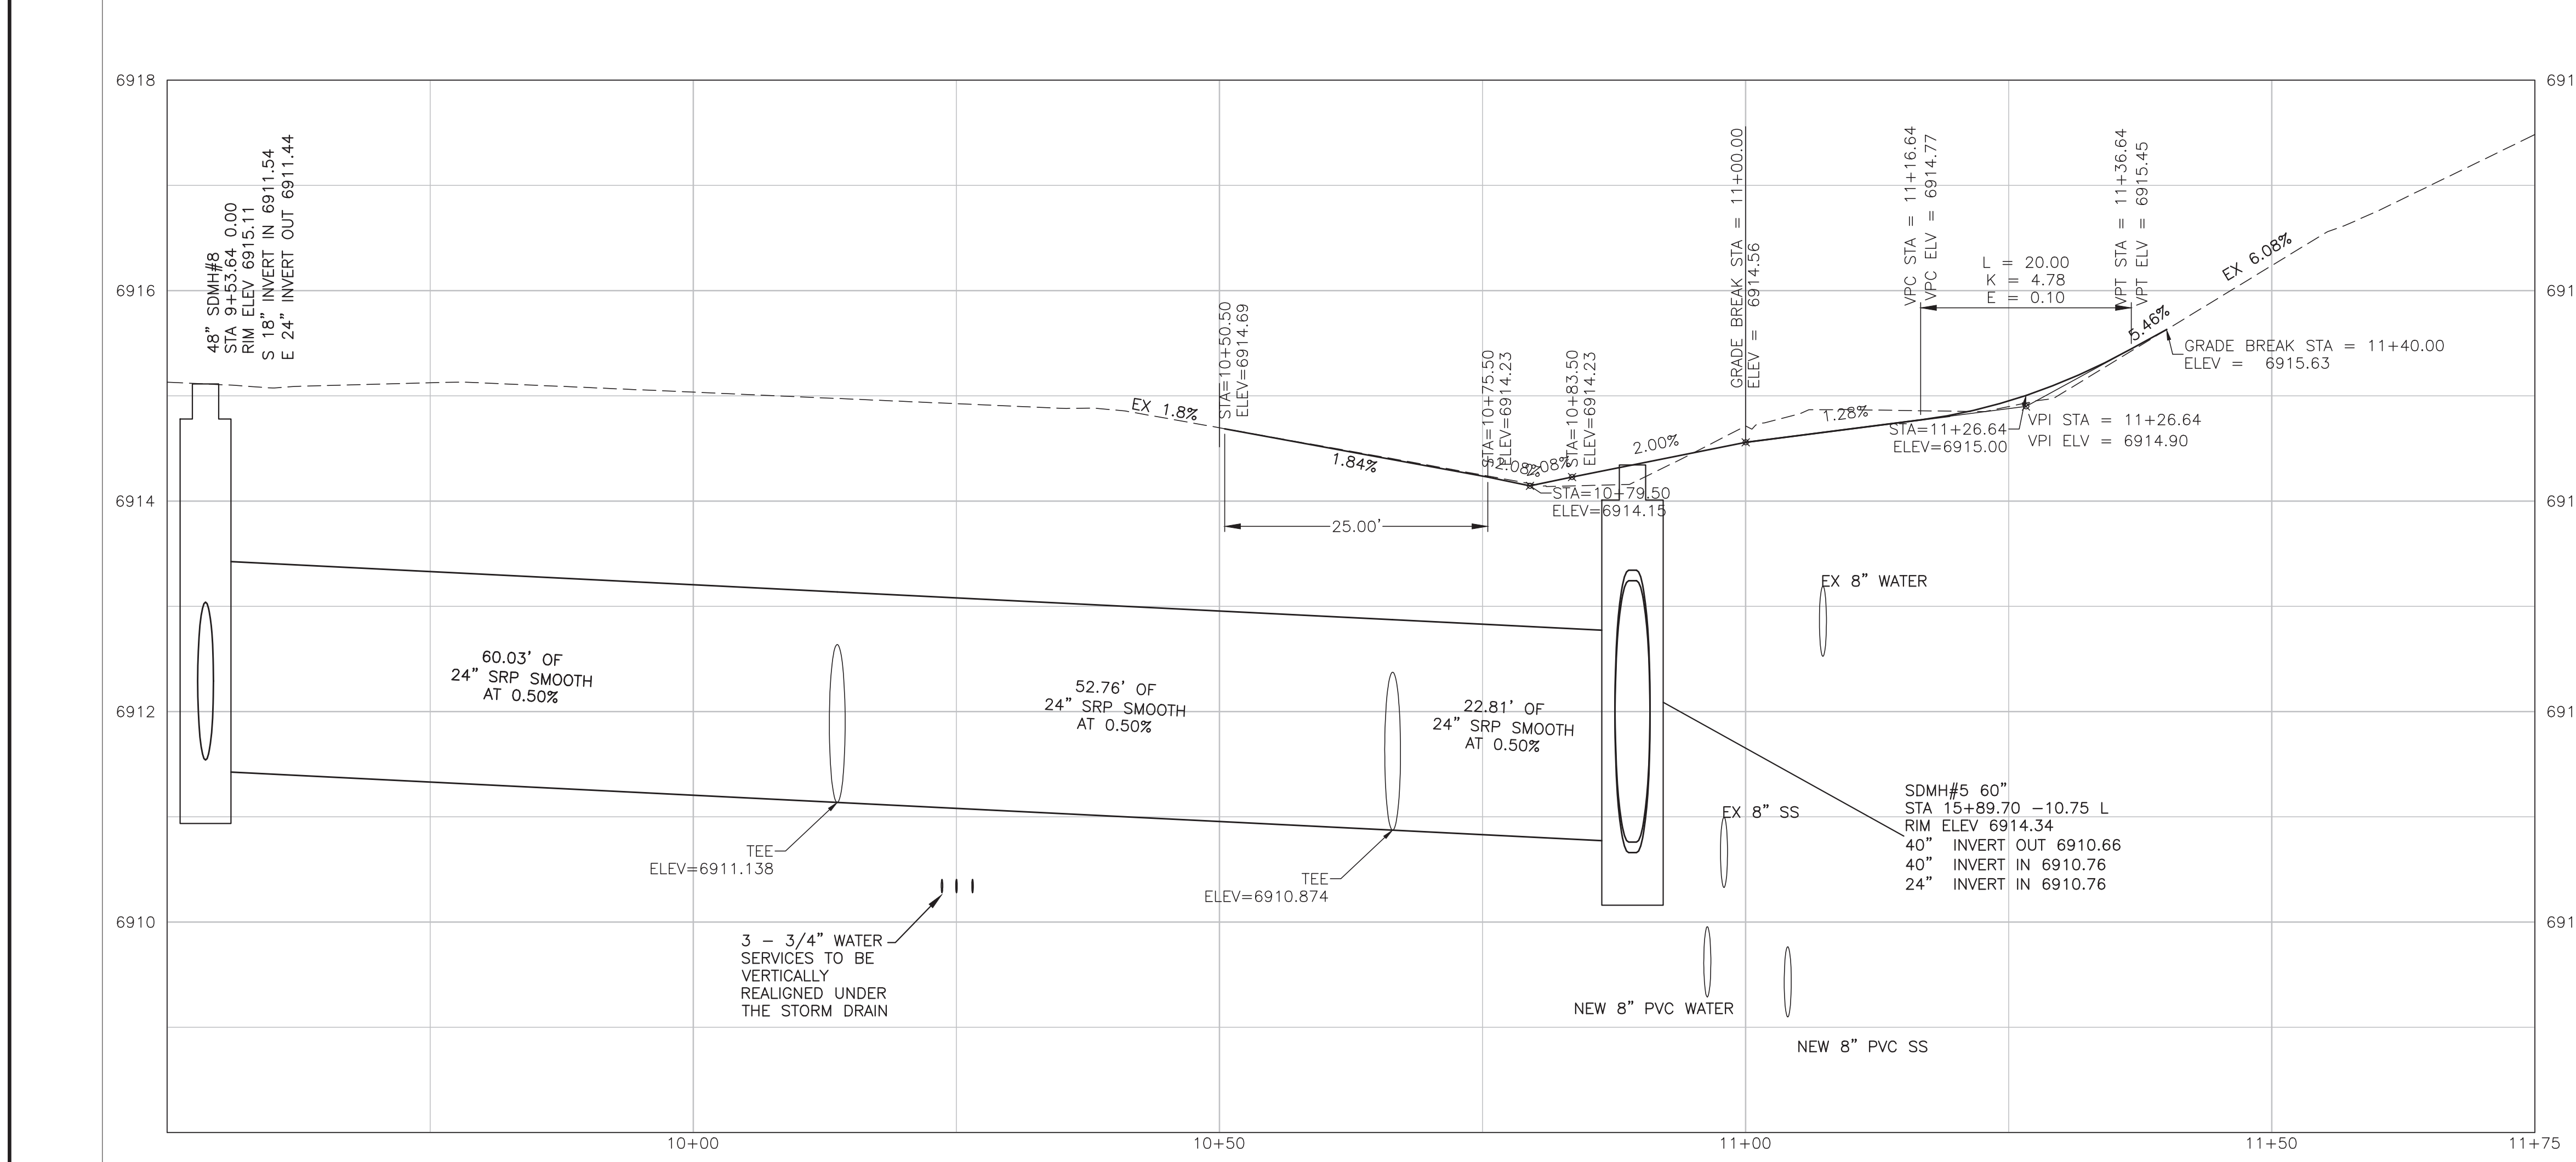 6918
6916
6914
6912
6910
691
691
691
691
691
48” SDMH#8
STA 9+53.64 0.00
RIM ELEV 6915.11
S 18” INVERT IN 6911.54
E 24” INVERT OUT 6911.44
EX 1.8%
STA=10+50.50
ELEV=6914.69
1.84%
25.00'
STA=10+75.50
ELEV=6914.23
2.08%
2.08%
STA=10+83.50
ELEV=6914.23
STA=10+79.50
ELEV=6914.15
2.00%
GRADE BREAK STA = 11+00.00
ELEV = 6914.56
1.28%
VPC STA = 11+16.64
VPC ELV = 6914.77
L = 20.00
K = 4.78
E = 0.10
VPT STA = 11+36.64
VPT ELV = 6915.45
STA=11+26.64
ELEV=6915.00
VPI STA = 11+26.64
VPI ELV = 6914.90
5.46%
GRADE BREAK STA = 11+40.00
ELEV = 6915.63
EX 6.08%
60.03' OF
24” SRP SMOOTH
AT 0.50%
52.76' OF
24” SRP SMOOTH
AT 0.50%
22.81' OF
24” SRP SMOOTH
AT 0.50%
TEE
ELEV=6911.138
TEE
ELEV=6910.874
3 – 3/4” WATER
SERVICES TO BE
VERTICALLY
REALIGNED UNDER
THE STORM DRAIN
EX 8” WATER
EX 8” SS
NEW 8” PVC WATER
NEW 8” PVC SS
SDMH#5 60”
STA 15+89.70 –10.75 L
RIM ELEV 6914.34
40” INVERT OUT 6910.66
40” INVERT IN 6910.76
24” INVERT IN 6910.76
10+00
10+50
11+00
11+50
11+75